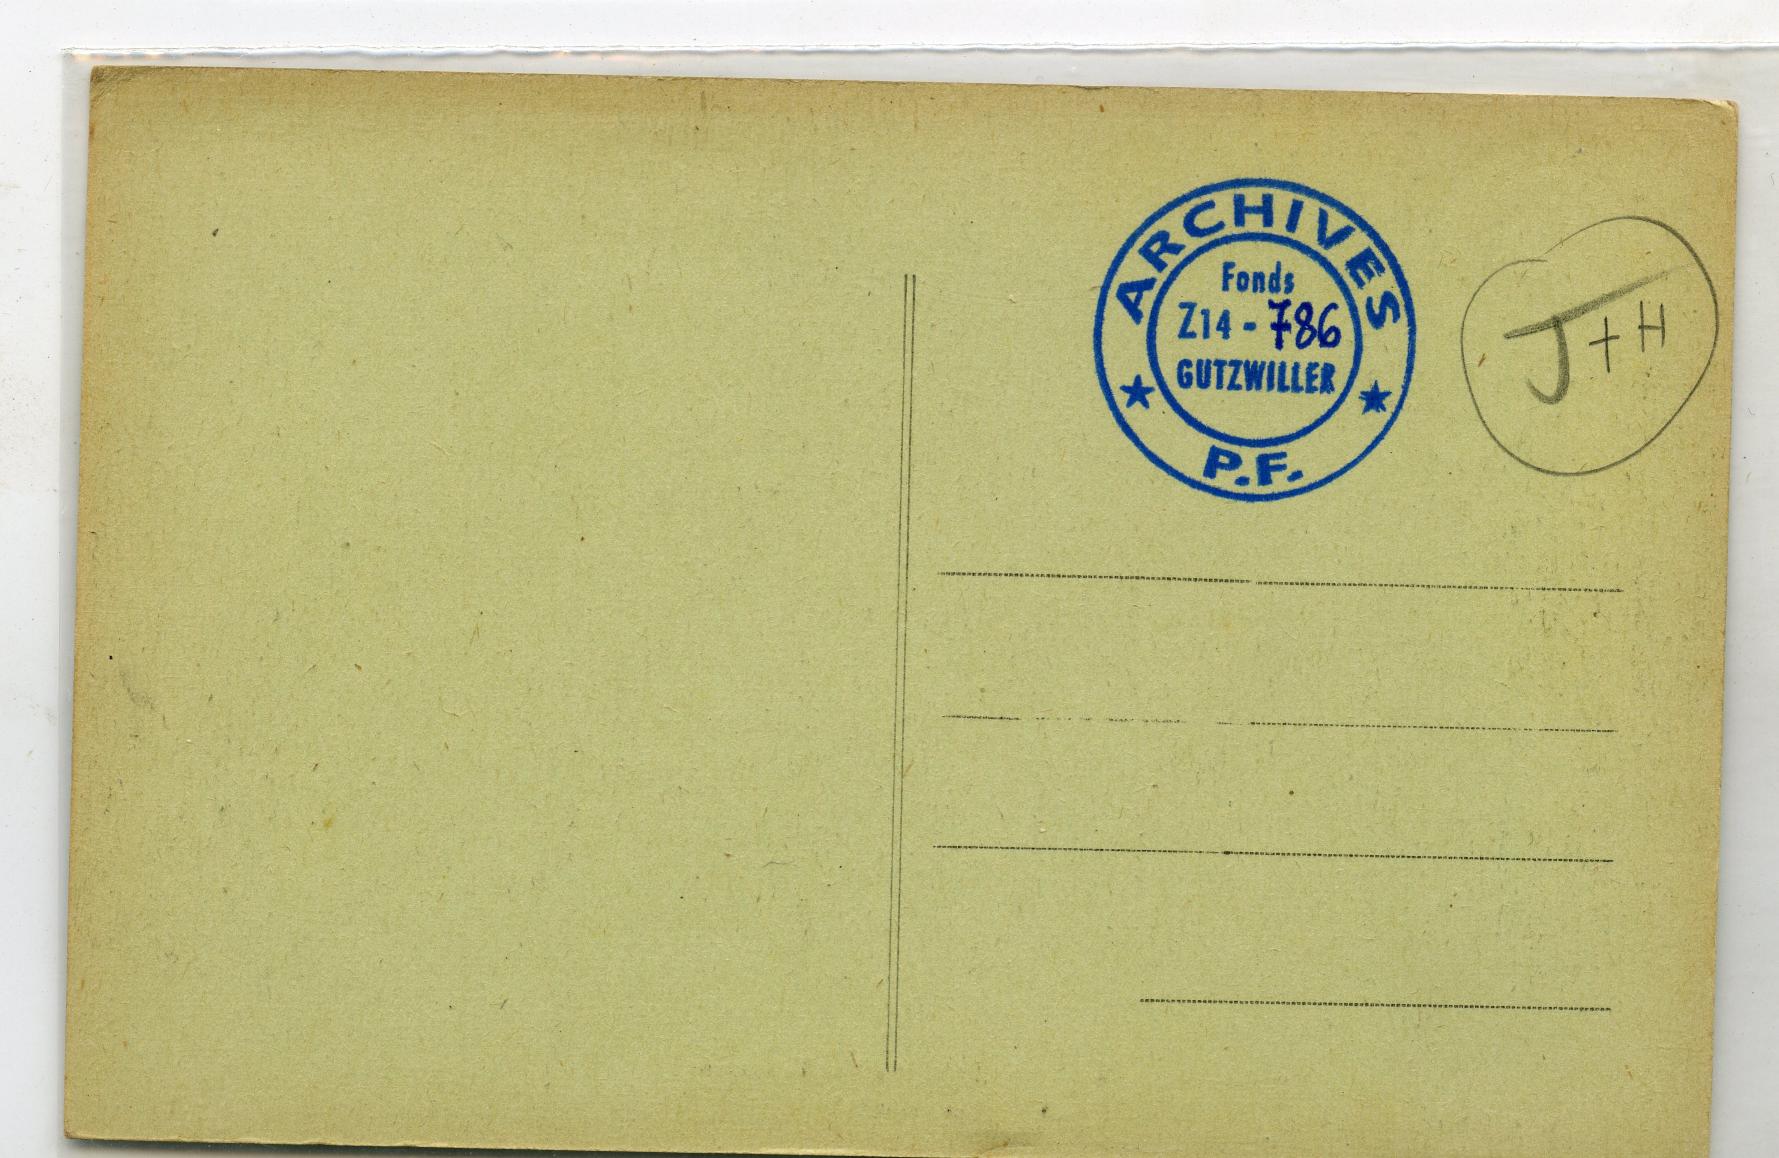 ARCHIVES
Fonds
Z14 - 786
GUTZWILLER
P.F.
J + H